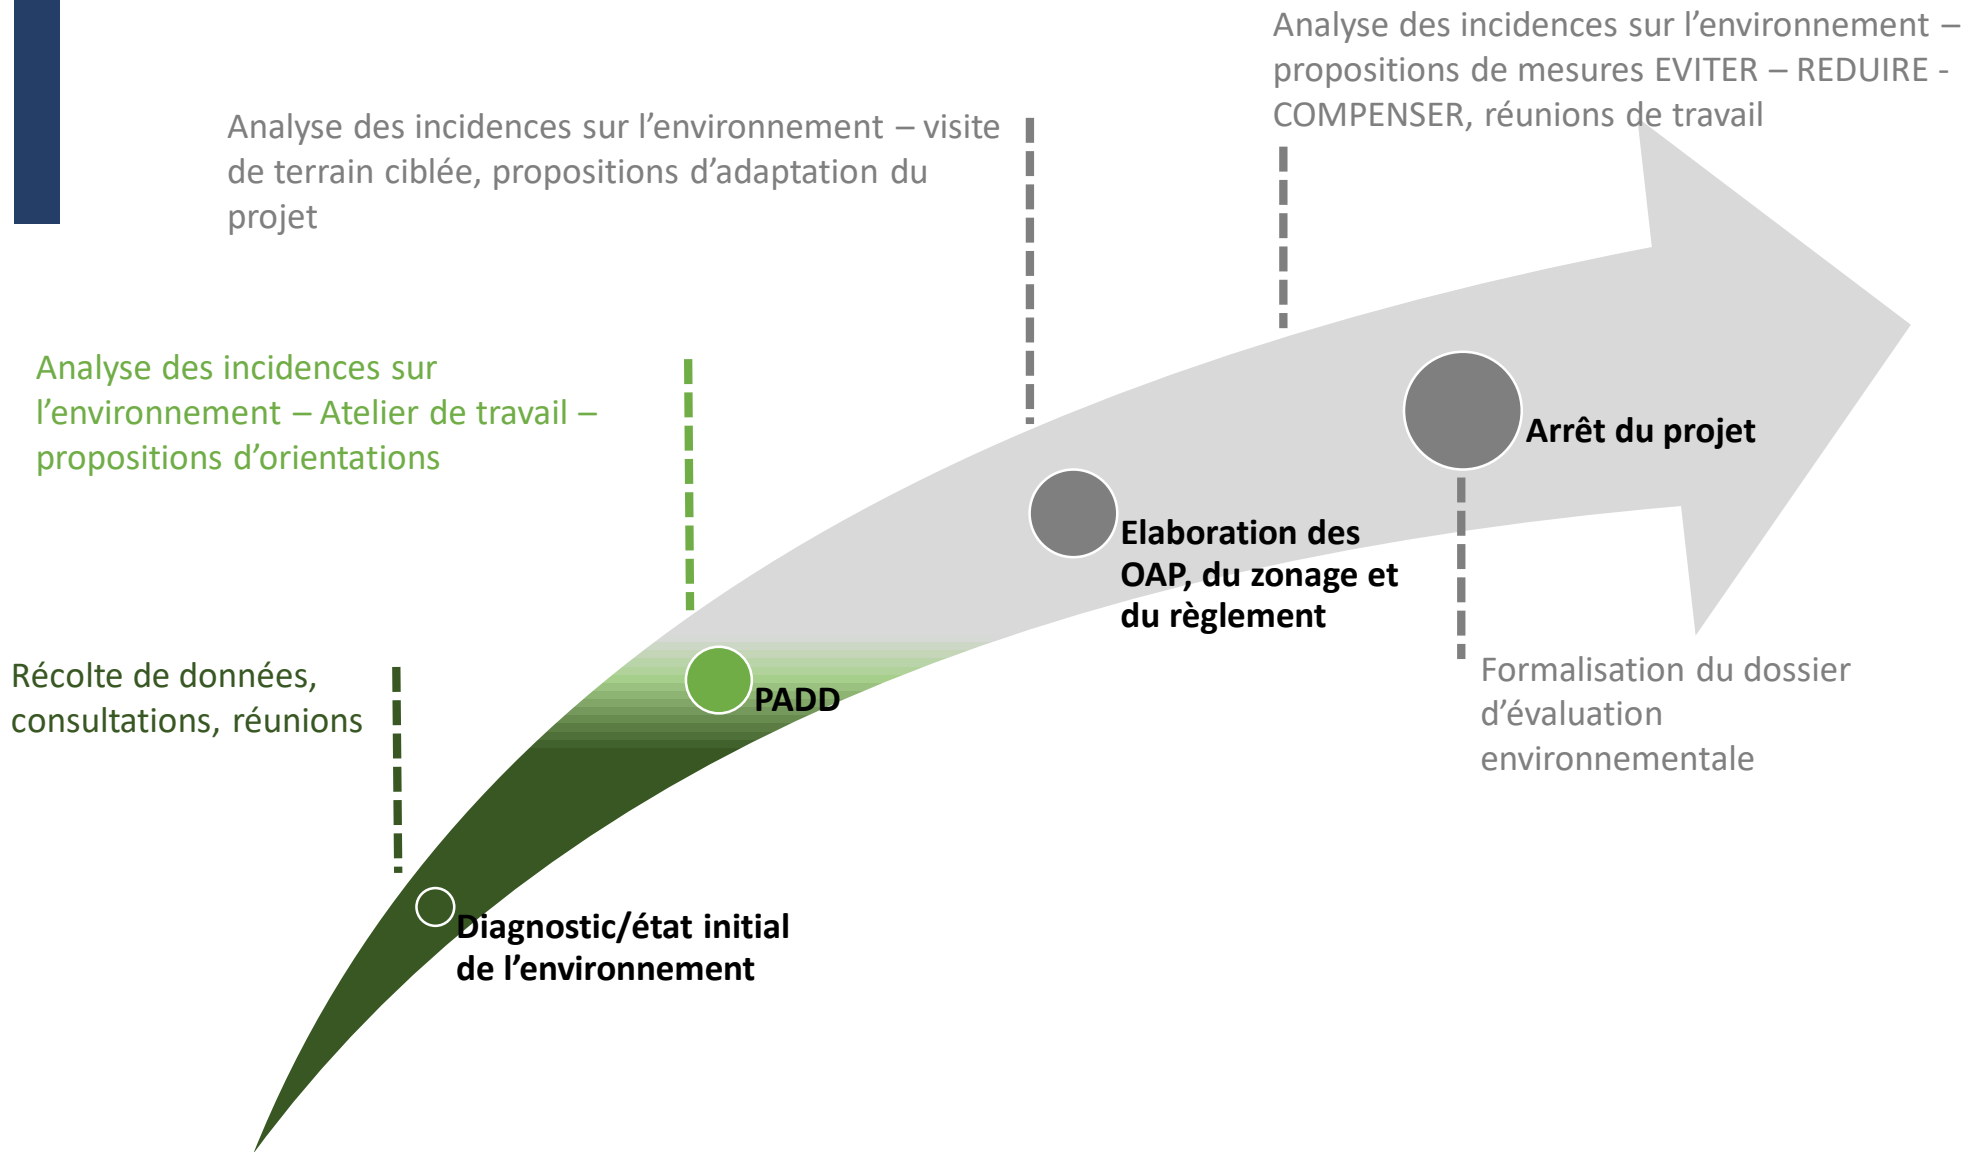 Analyse des incidences sur l’environnement –
propositions de mesures EVITER – REDUIRE -
COMPENSER, réunions de travail
Analyse des incidences sur l’environnement – visite
de terrain ciblée, propositions d’adaptation du
projet
Analyse des incidences sur
l’environnement – Atelier de travail –
propositions d’orientations
Arrêt du projet
Elaboration des
OAP, du zonage et
du règlement
Récolte de données,
consultations, réunions
PADD
Formalisation du dossier
d’évaluation
environnementale
Diagnostic/état initial
de l’environnement